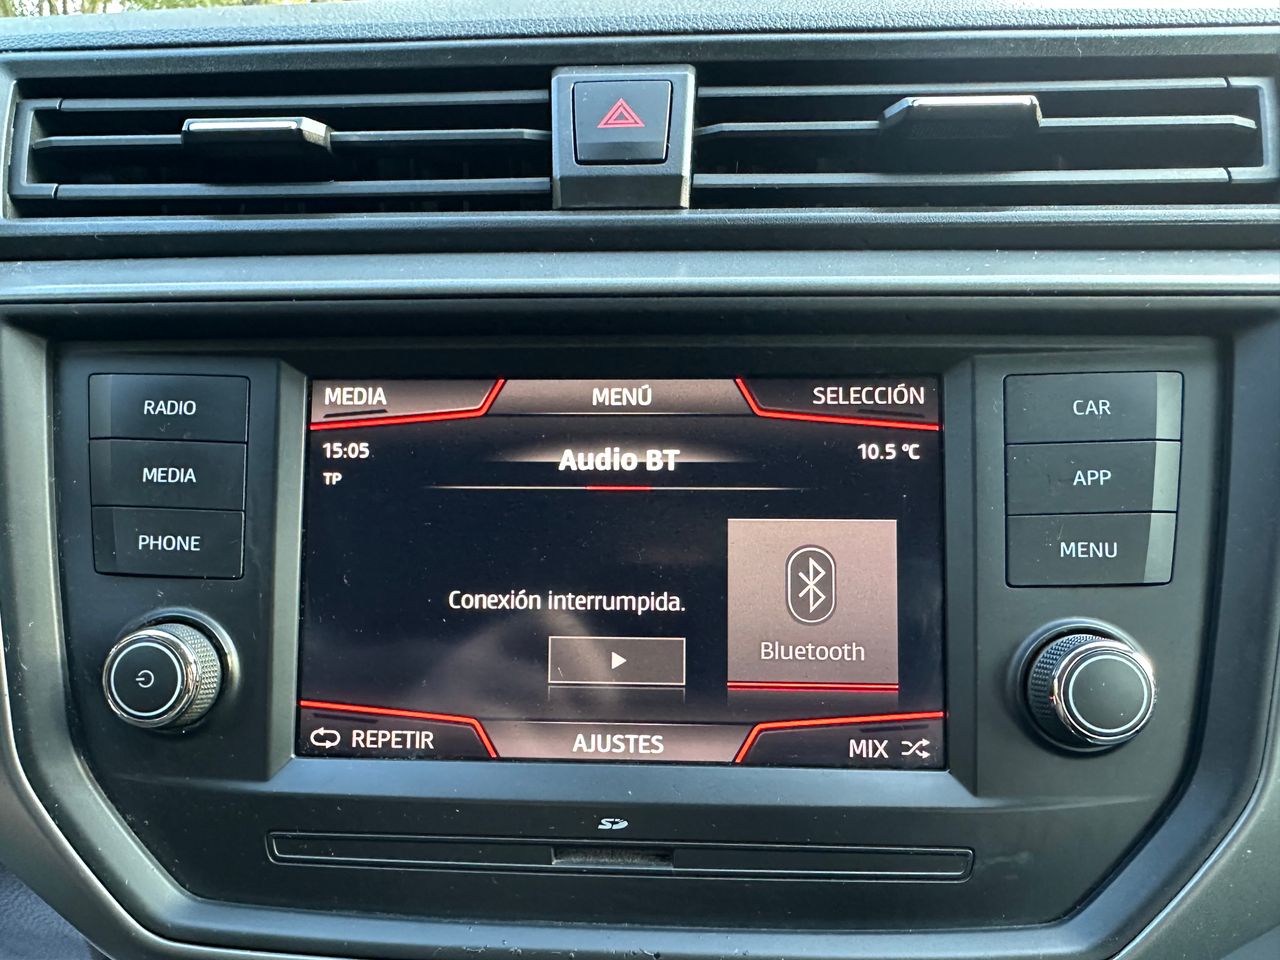 MEDIA MENÚ SELECCIÓN
15:05 10.5 °C
TP
Audio BT
Conexión interrumpida.
Bluetooth
REPETIR AJUSTES MIX
RADIO
MEDIA
PHONE
CAR
APP
MENU
SD